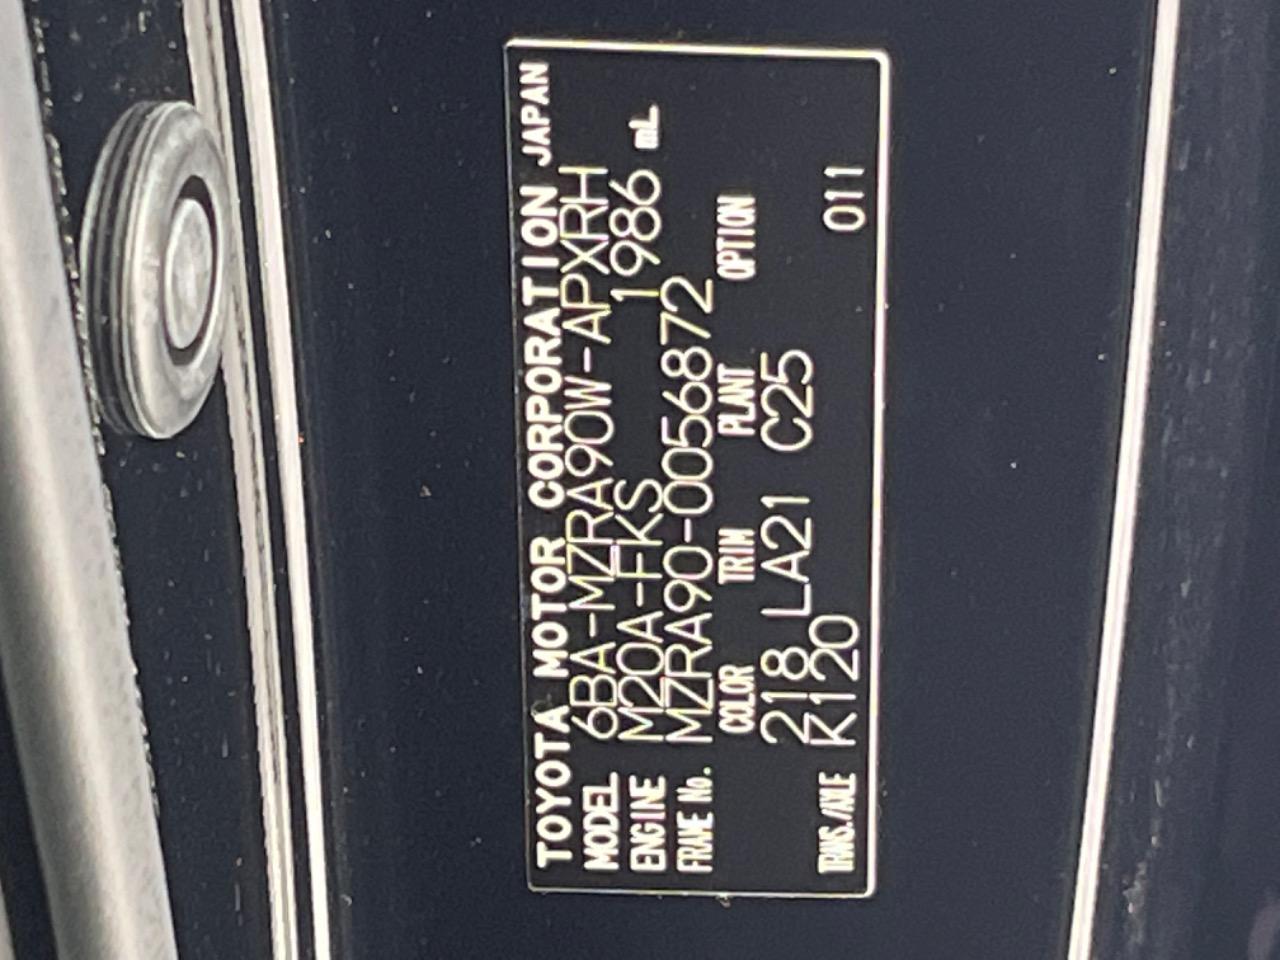 TOYOTA MOTOR CORPORATION JAPAN
MODEL 6BA-MZRA90W-APXRH
ENGINE M20A-FKS 1986 mL
FRAME No. MZRA90-0056872
COLOR TRIM PLANT OPTION
218 LA21 C25
TRANS./AXLE K120 011